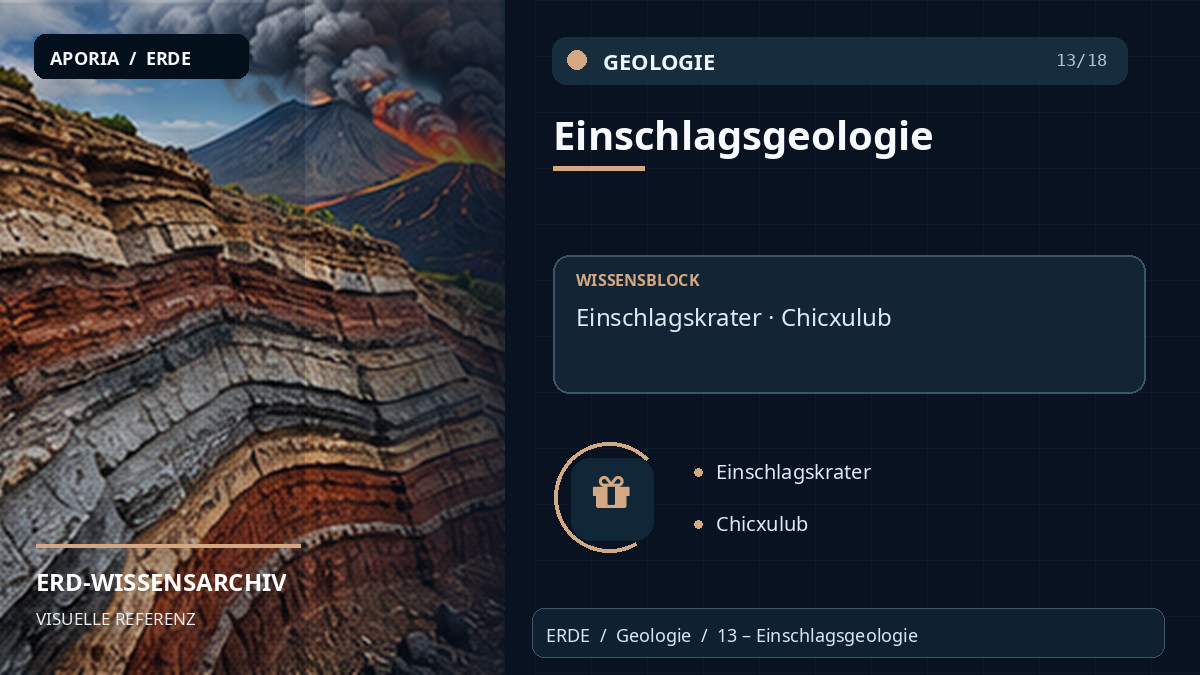 APORIA / ERDE
ERD-WISSENSARCHIV
VISUELLE REFERENZ
GEOLOGIE
13/18
Einschlagsgeologie
WISSENSBLOCK
Einschlagskrater · Chicxulub
Einschlagskrater
Chicxulub
ERDE / Geologie / 13 – Einschlagsgeologie